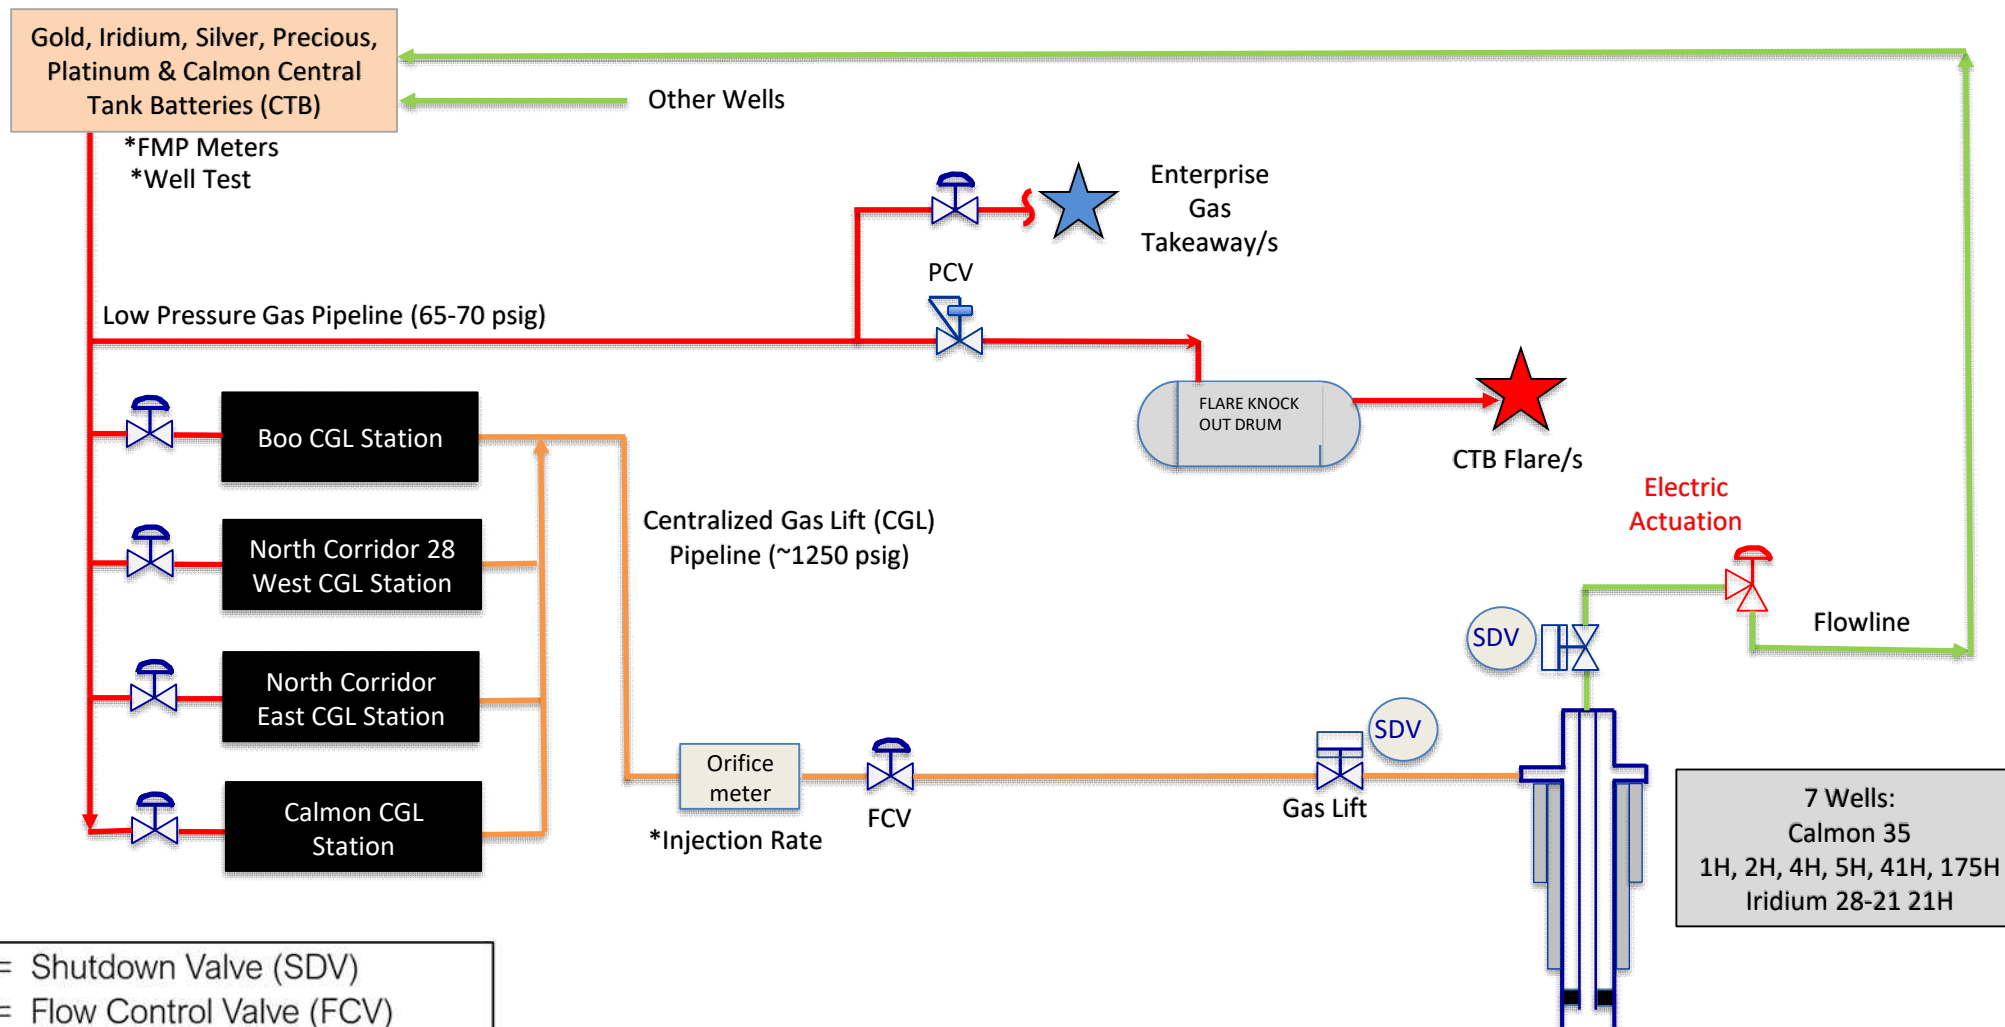 Gold, Iridium, Silver, Precious,
Platinum & Calmon Central
Tank Batteries (CTB)
*FMP Meters
*Well Test
Other Wells
Enterprise
Gas
Takeaway/s
PCV
Low Pressure Gas Pipeline (65-70 psig)
FLARE KNOCK
OUT DRUM
CTB Flare/s
Boo CGL Station
North Corridor 28
West CGL Station
North Corridor
East CGL Station
Calmon CGL
Station
Centralized Gas Lift (CGL)
Pipeline (~1250 psig)
Electric
Actuation
SDV
Flowline
SDV
Orifice
meter
*Injection Rate
FCV
Gas Lift
7 Wells:
Calmon 35
1H, 2H, 4H, 5H, 41H, 175H
Iridium 28-21 21H
= Shutdown Valve (SDV)
= Flow Control Valve (FCV)